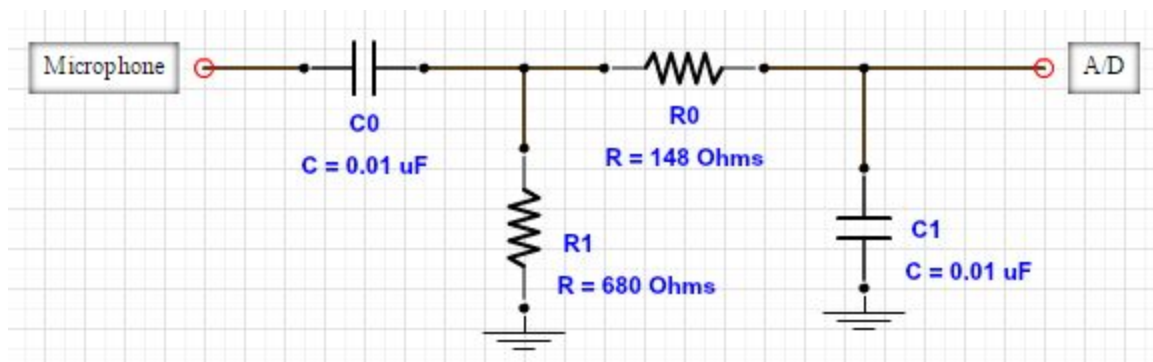 Microphone
A/D
C0
C = 0.01 uF
R0
R = 148 Ohms
R1
R = 680 Ohms
C1
C = 0.01 uF